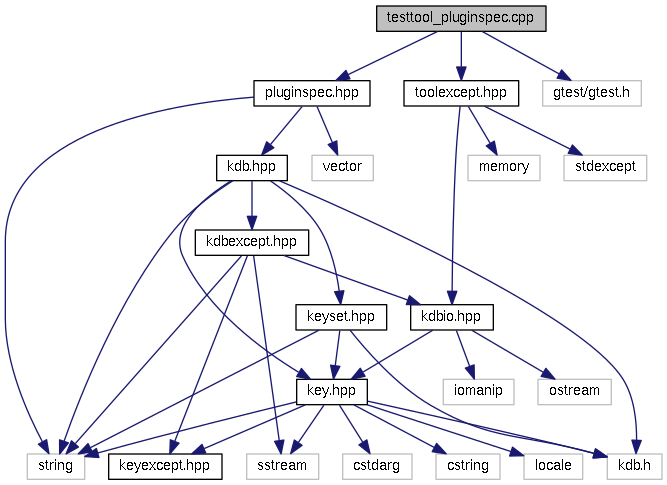 testtool_pluginspec.cpp
pluginspec.hpp
toolexcept.hpp
gtest/gtest.h
kdb.hpp
vector
memory
stdexcept
kdbexcept.hpp
keyset.hpp
kdbio.hpp
key.hpp
iomanip
ostream
string
keyexcept.hpp
sstream
cstdarg
cstring
locale
kdb.h